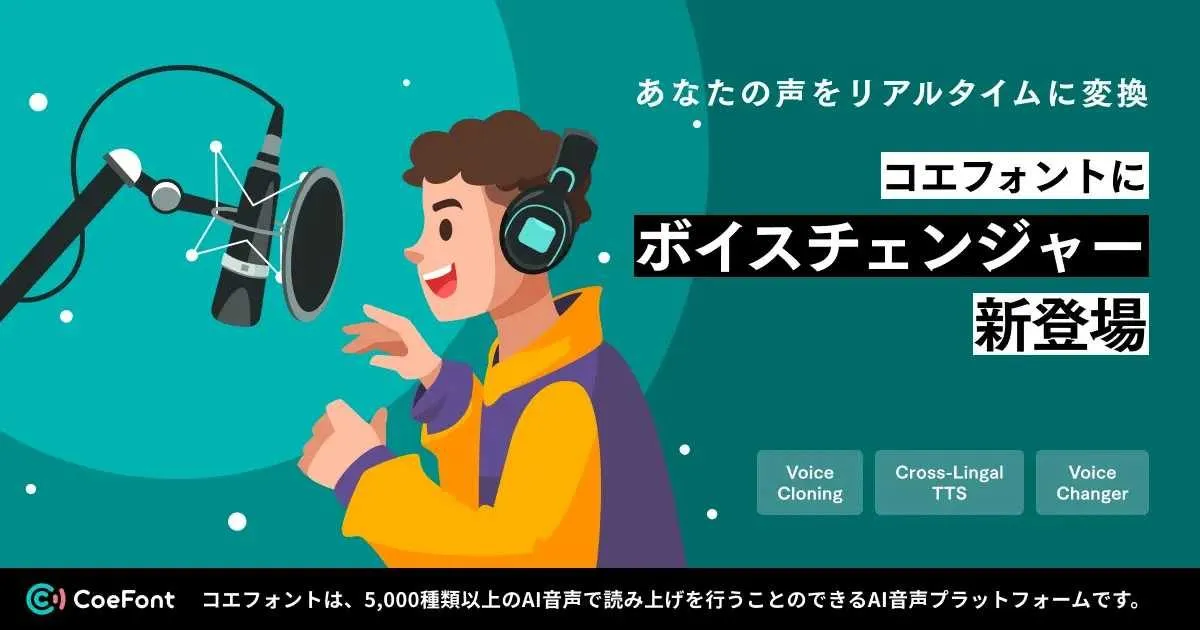 あなたの声をリアルタイムに変換
コエフォントに
ボイスチェンジャー
新登場
Voice
Cloning
Cross-Lingal
TTS
Voice
Changer
CoeFont
コエフォントは、5,000種類以上のAI音声で読み上げを行うことのできるAI音声プラットフォームです。